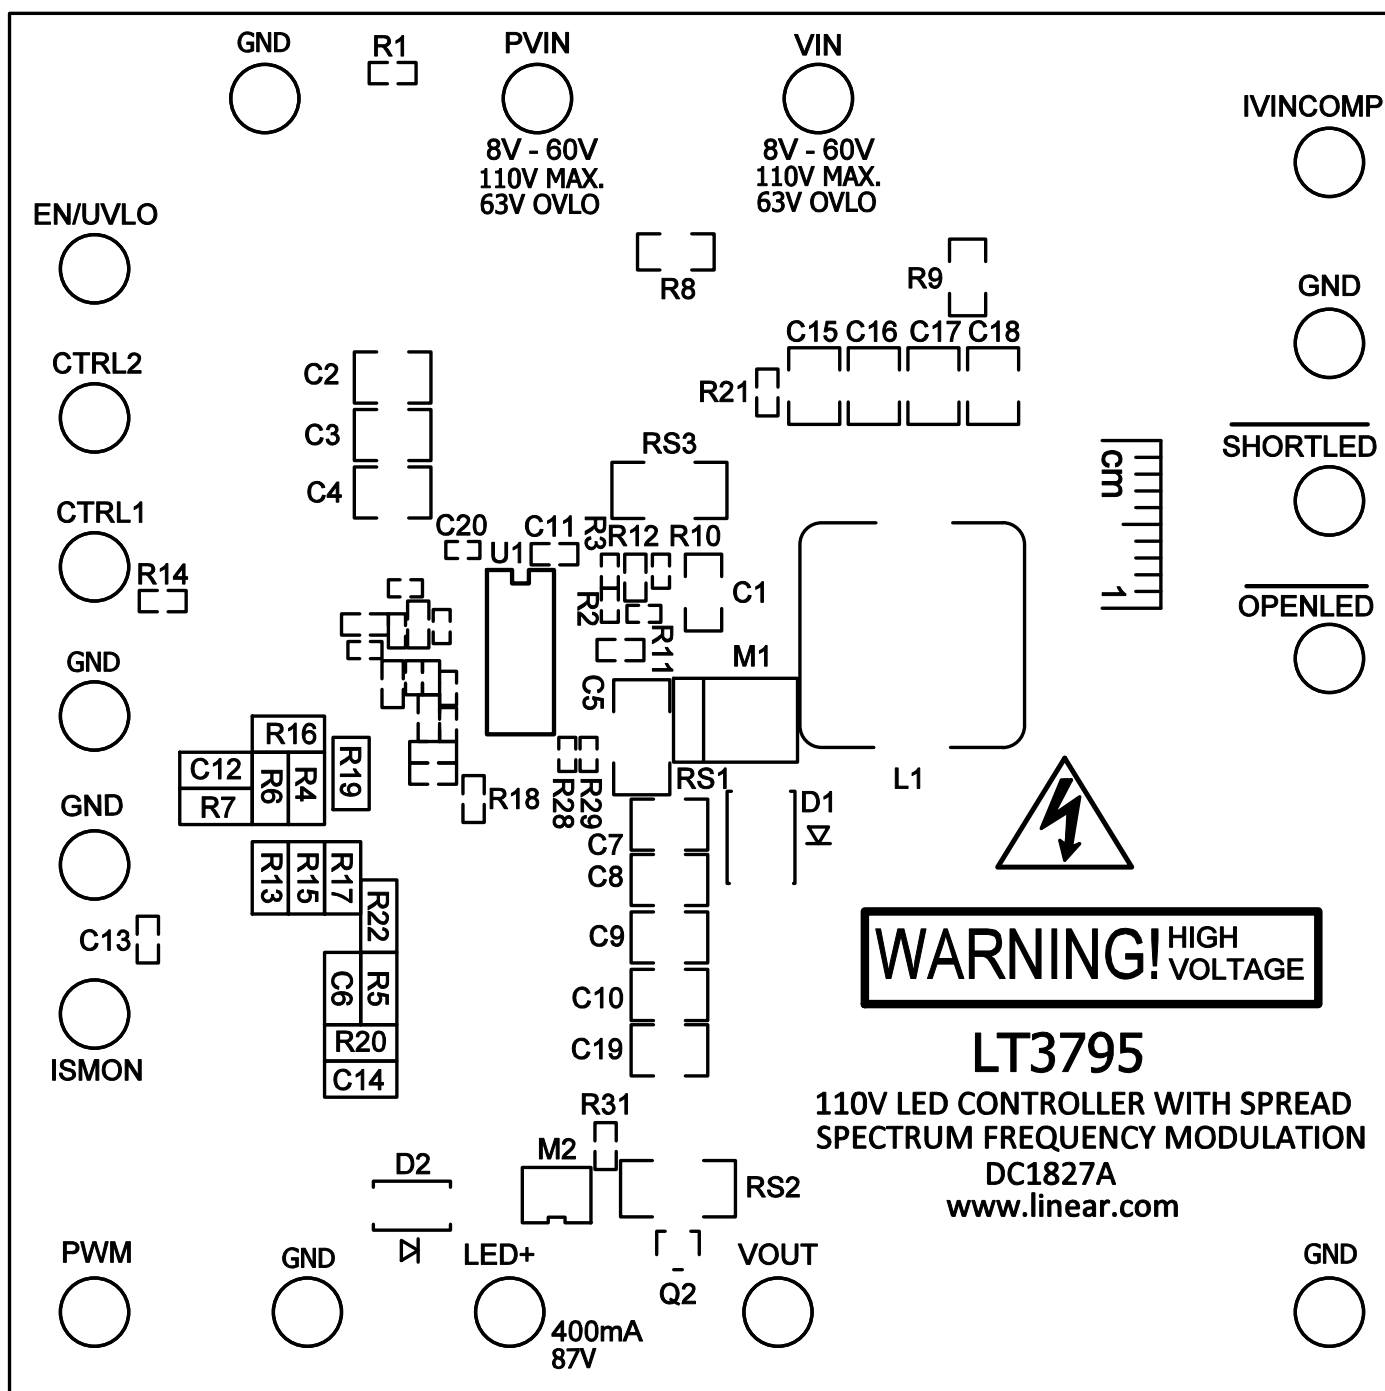 GND
R1
PVIN
VIN
IVINCOMP
8V - 60V
110V MAX.
63V OVLO
8V - 60V
110V MAX.
63V OVLO
EN/UVLO
R8
R9
GND
CTRL2
C2
C3
C4
R21
C15
C16
C17
C18
RS3
SHORTLED
cm
1
CTRL1
R14
C20
U1
C11
R3
R12
R10
R2
R11
C1
OPENLED
GND
M1
C5
R16
C12
R7
R6
R4
R19
R18
R28
R29
RS1
L1
D1
GND
C7
C8
R13
R15
R17
R22
C13
C9
C6
R5
C10
R20
C19
C14
ISMON
WARNING!
HIGH
VOLTAGE
LT3795
110V LED CONTROLLER WITH SPREAD
SPECTRUM FREQUENCY MODULATION
DC1827A
www.linear.com
R31
M2
D2
RS2
PWM
GND
LED+
Q2
VOUT
GND
400mA
87V